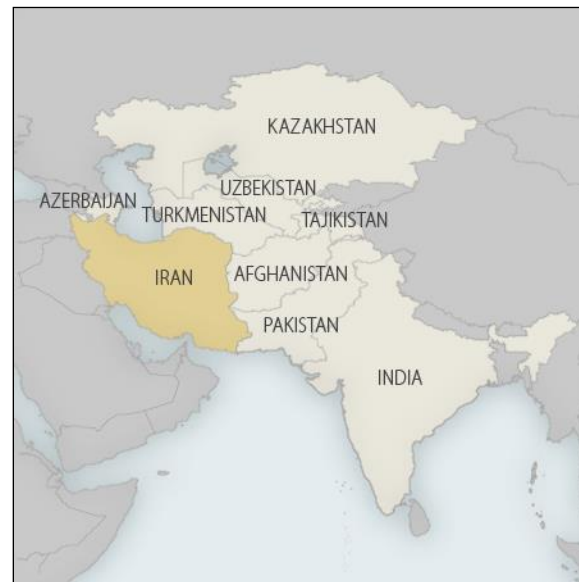 KAZAKHSTAN
UZBEKISTAN
AZERBAIJAN
TURKMENISTAN
TAJIKISTAN
IRAN
AFGHANISTAN
PAKISTAN
INDIA